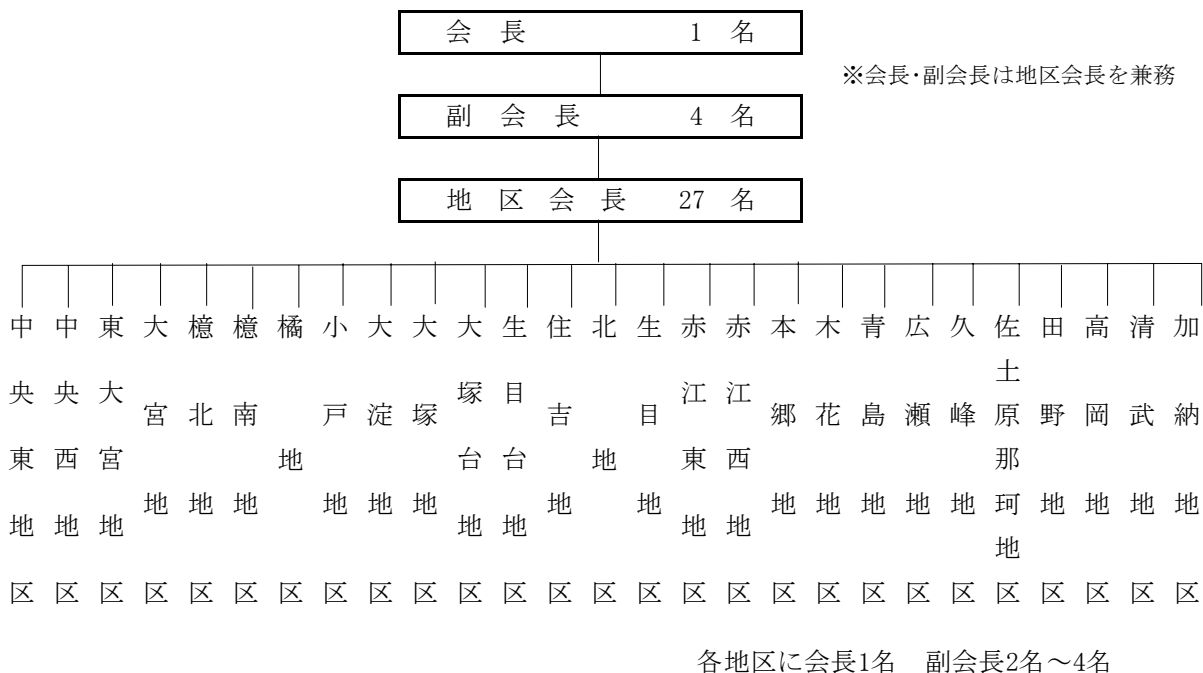 会長 1名
※会長・副会長は地区会長を兼務
副会長 4名
地区会長 27名
中央東地区
中央西地区
東大宮地区
大宮地区
檍北地区
檍南地区
橘地区
小戸地区
大淀地区
大塚地区
大塚台地区
生目台地区
住吉地区
北地区
生目地区
赤江東地区
赤江西地区
本郷地区
木花地区
青島地区
広瀬地区
久峰地区
佐土原那珂地区
田野地区
高岡地区
清武地区
加納地区
各地区に会長1名 副会長2名～4名